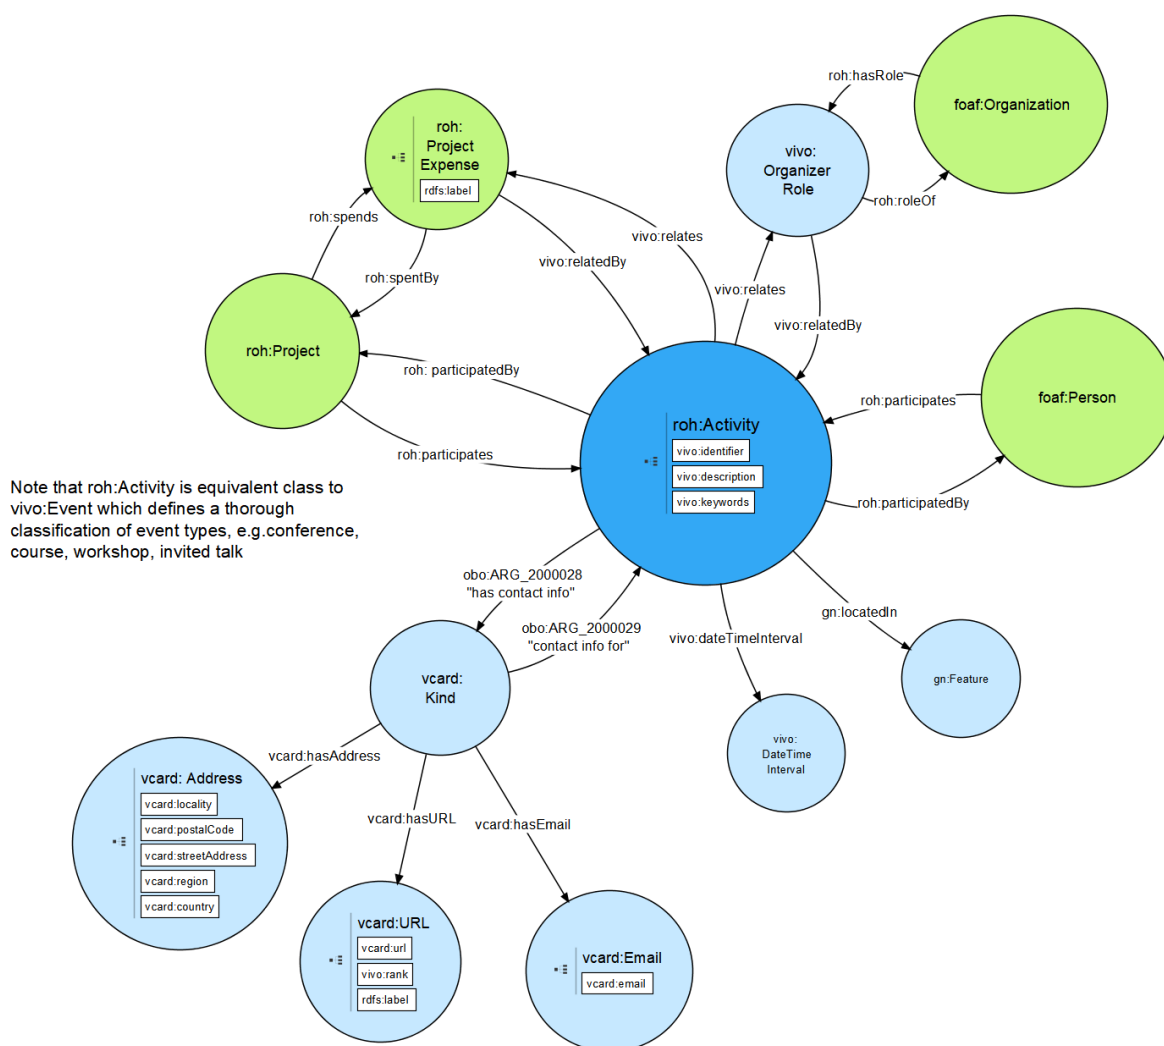 roh:hasRole
foaf:Organization
roh:
Project
Expense
rdfs:label
vivo:
Organizer
Role
roh:roleOf
roh:spends
vivo:relates
vivo:relatedBy
roh:spentBy
vivo:relates
vivo:relatedBy
roh:Project
roh: participatedBy
roh:participates
foaf:Person
roh:participates
roh:Activity
vivo:identifier
vivo:description
vivo:keywords
roh:participatedBy
Note that roh:Activity is equivalent class to
vivo:Event which defines a thorough
classification of event types, e.g.conference,
course, workshop, invited talk
obo:ARG_2000028
"has contact info"
obo:ARG_2000029
"contact info for"
gn:locatedIn
vivo:dateTimeInterval
vcard:
Kind
gn:Feature
vivo:
DateTime
Interval
vcard:hasAddress
vcard: Address
vcard:locality
vcard:postalCode
vcard:streetAddress
vcard:region
vcard:country
vcard:hasURL
vcard:hasEmail
vcard:URL
vcard:url
vivo:rank
rdfs:label
vcard:Email
vcard:email